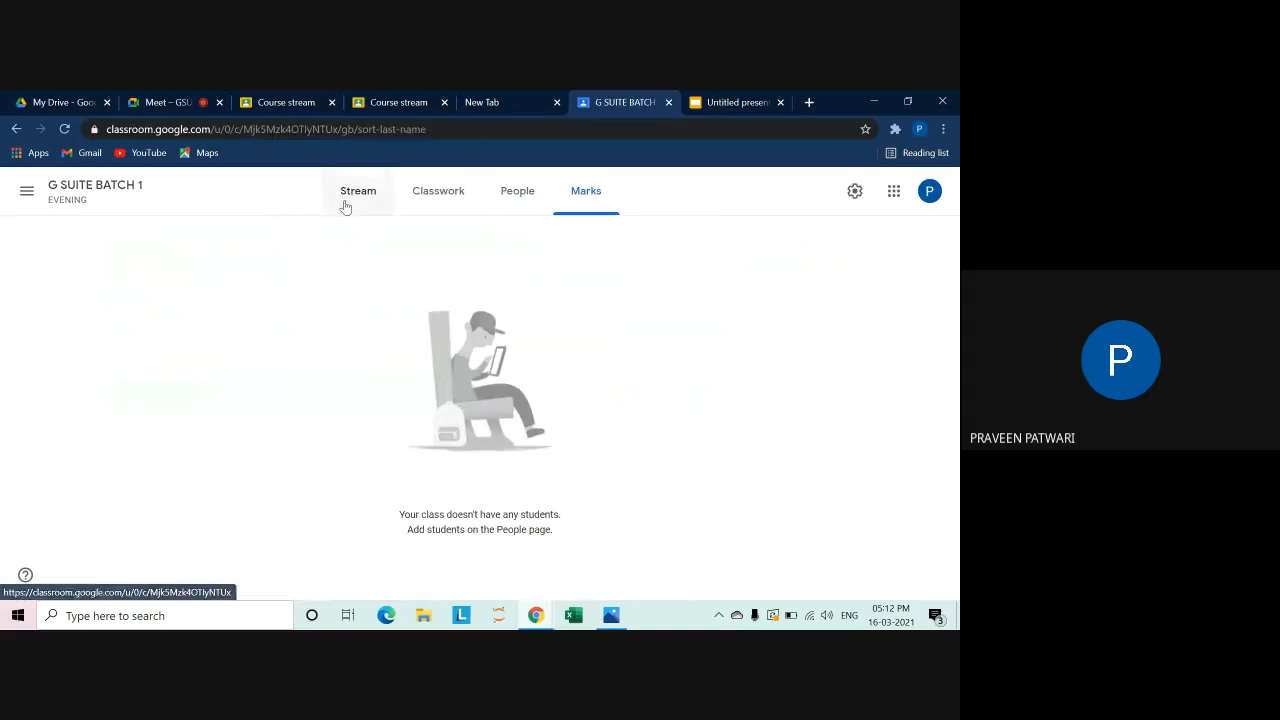 My Drive - Goo
Meet – GSU
Course stream
Course stream
New Tab
G SUITE BATCH
Untitled presen
classroom.google.com/u/0/c/Mjk5Mzk4OTIyNTUx/gb/sort-last-name
Apps
Gmail
YouTube
Maps
Reading list
G SUITE BATCH 1
EVENING
Stream
Classwork
People
Marks
P
Your class doesn't have any students.
Add students on the People page.
P
PRAVEEN PATWARI
https://classroom.google.com/u/0/c/Mjk5Mzk4OTIyNTUx
Type here to search
L
ENG
05:12 PM
16-03-2021
3